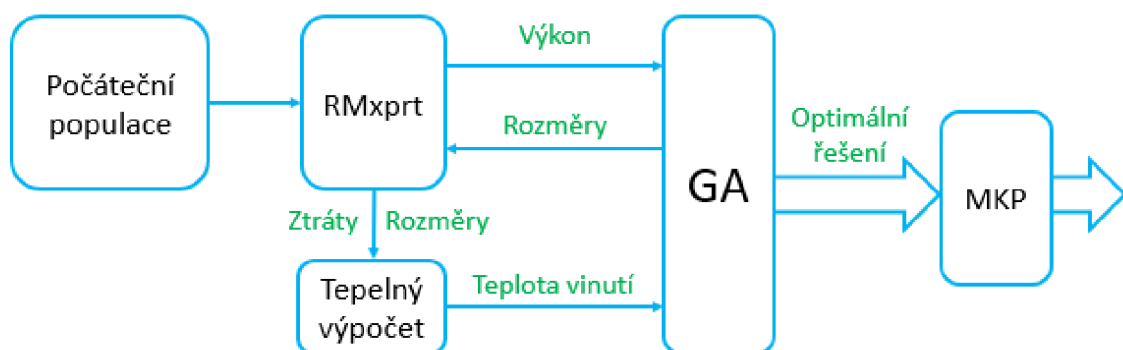 Počáteční
populace
RMxprt
Výkon
Rozměry
GA
Optimální
řešení
MKP
Ztráty Rozměry
Tepelný
výpočet
Teplota vinutí